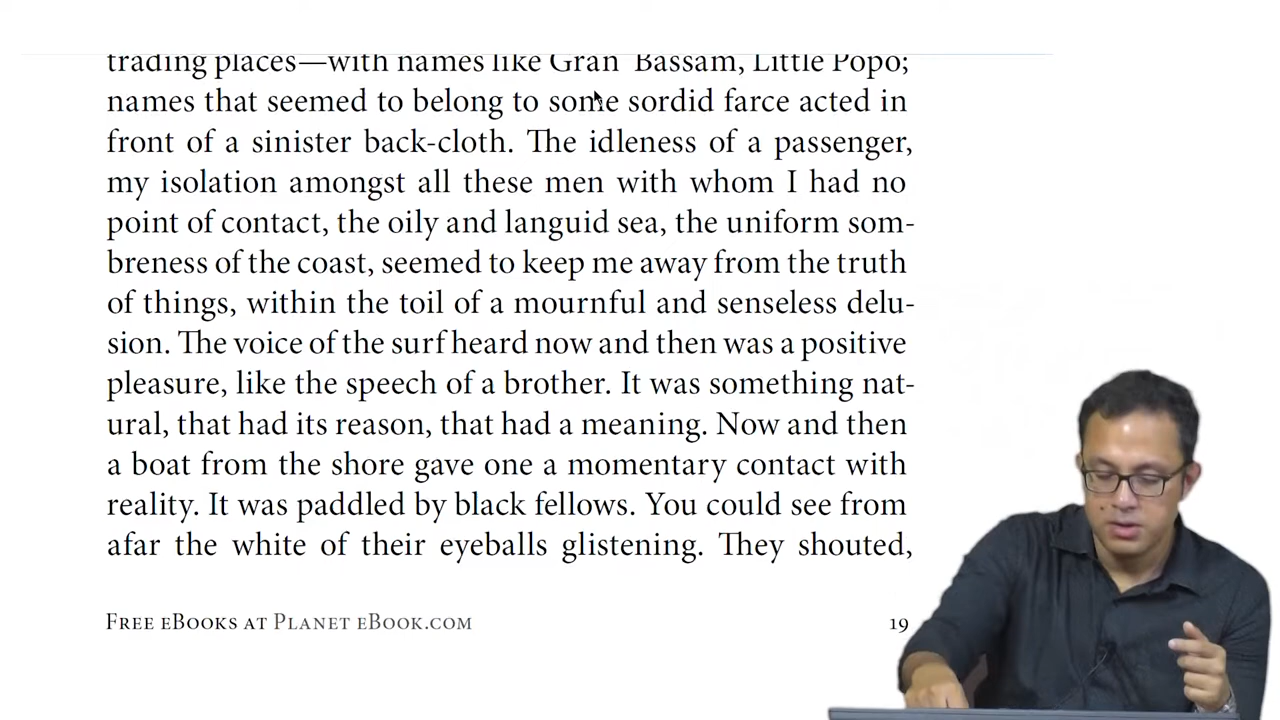 trading places—with names like Gran' Bassam, Little Popo;
names that seemed to belong to some sordid farce acted in
front of a sinister back-cloth. The idleness of a passenger,
my isolation amongst all these men with whom I had no
point of contact, the oily and languid sea, the uniform som-
breness of the coast, seemed to keep me away from the truth
of things, within the toil of a mournful and senseless delu-
sion. The voice of the surf heard now and then was a positive
pleasure, like the speech of a brother. It was something nat-
ural, that had its reason, that had a meaning. Now and then
a boat from the shore gave one a momentary contact with
reality. It was paddled by black fellows. You could see from
afar the white of their eyeballs glistening. They shouted,
Free eBooks at Planet eBook.com 19